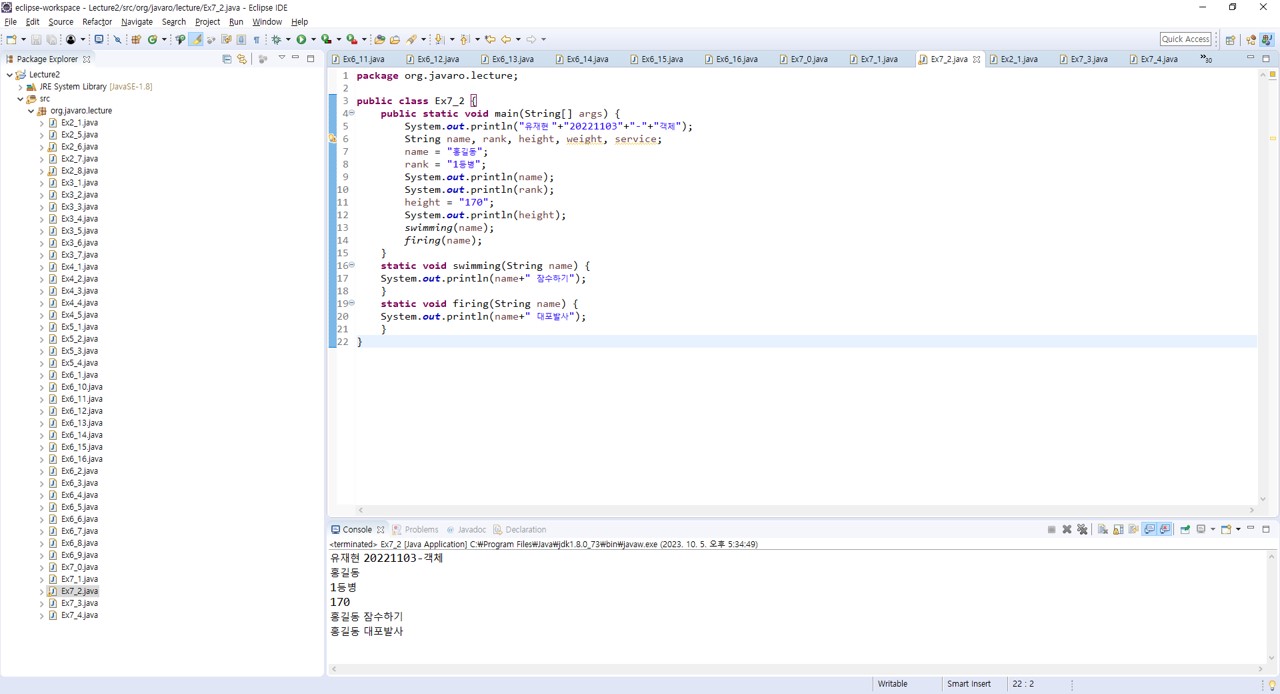 eclipse-workspace - Lecture2/src/org/javaro/lecture/Ex7_2.java - Eclipse IDE
File Edit Source Refactor Navigate Search Project Run Window Help
Quick Access
Package Explorer
Lecture2
JRE System Library [JavaSE-1.8]
src
org.javaro.lecture
Ex2_1.java
Ex2_5.java
Ex2_6.java
Ex2_7.java
Ex2_8.java
Ex3_1.java
Ex3_2.java
Ex3_3.java
Ex3_4.java
Ex3_5.java
Ex3_6.java
Ex3_7.java
Ex4_1.java
Ex4_2.java
Ex4_3.java
Ex4_4.java
Ex4_5.java
Ex5_1.java
Ex5_2.java
Ex5_3.java
Ex5_4.java
Ex6_1.java
Ex6_10.java
Ex6_11.java
Ex6_12.java
Ex6_13.java
Ex6_14.java
Ex6_15.java
Ex6_16.java
Ex6_2.java
Ex6_3.java
Ex6_4.java
Ex6_5.java
Ex6_6.java
Ex6_7.java
Ex6_8.java
Ex6_9.java
Ex7_0.java
Ex7_1.java
Ex7_2.java
Ex7_3.java
Ex7_4.java
Ex6_11.java Ex6_12.java Ex6_13.java Ex6_14.java Ex6_15.java Ex6_16.java Ex7_0.java Ex7_1.java Ex7_2.java Ex2_1.java Ex7_3.java Ex7_4.java »30
1 package org.javaro.lecture;
2
3 public class Ex7_2 {
4 public static void main(String[] args) {
5 System.out.println("유재현 "+"20221103"+"-"+"객체");
6 String name, rank, height, weight, service;
7 name = "홍길동";
8 rank = "1등병";
9 System.out.println(name);
10 System.out.println(rank);
11 height = "170";
12 System.out.println(height);
13 swimming(name);
14 firing(name);
15 }
16 static void swimming(String name) {
17 System.out.println(name+" 잠수하기");
18 }
19 static void firing(String name) {
20 System.out.println(name+" 대포발사");
21 }
22 }
Console Problems @ Javadoc Declaration
<terminated> Ex7_2 [Java Application] C:₩Program Files₩Java₩jdk1.8.0_73₩bin₩javaw.exe (2023. 10. 5. 오후 5:34:49)
유재현 20221103-객체
홍길동
1등병
170
홍길동 잠수하기
홍길동 대포발사
Writable Smart Insert 22 : 2